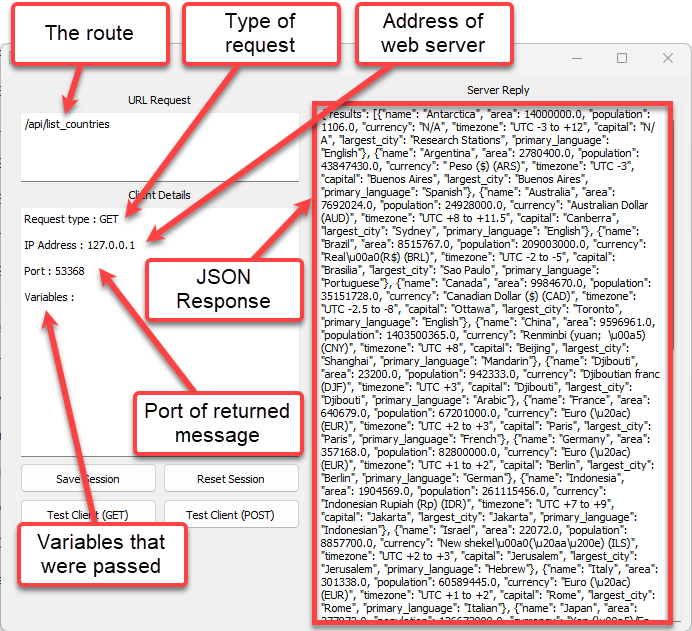 The route
Type of
request
Address of
web server
URL Request
/api/list_countries
Client Details
Request type : GET
IP Address : 127.0.0.1
Port : 53368
Variables :
JSON
Response
Port of returned
message
Save Session
Reset Session
Test Client (GET)
Test Client (POST)
Variables that
were passed
Server Reply
{"results": [{"name": "Antarctica", "area": 14000000.0, "population":
1106.0, "currency": "N/A", "timezone": "UTC -3 to +12", "capital": "N/
A", "largest_city": "Research Stations", "primary_language":
"English"}, {"name": "Argentina", "area": 2780400.0, "population":
43847430.0, "currency": " Peso ($) (ARS)", "timezone": "UTC -3",
"capital": "Buenos Aires", "largest_city": "Buenos Aires",
"primary_language": "Spanish"}, {"name": "Australia", "area":
7692024.0, "population": 24928000.0, "currency": "Australian Dollar
(AUD)", "timezone": "UTC +8 to +11.5", "capital": "Canberra",
"largest_city": "Sydney", "primary_language": "English"}, {"name":
"Brazil", "area": 8515767.0, "population": 209003000.0, "currency":
"Real\u00a0(R$) (BRL)", "timezone": "UTC -2 to -5", "capital":
"Brasilia", "largest_city": "Sao Paulo", "primary_language":
"Portuguese"}, {"name": "Canada", "area": 9984670.0, "population":
35151728.0, "currency": "Canadian Dollar ($) (CAD)", "timezone":
"UTC -2.5 to -8", "capital": "Ottawa", "largest_city": "Toronto",
"primary_language": "English"}, {"name": "China", "area": 9596961.0,
"population": 1403500365.0, "currency": "Renminbi (yuan;  \u00a5)
(CNY)", "timezone": "UTC +8", "capital": "Beijing", "largest_city":
"Shanghai", "primary_language": "Mandarin"}, {"name": "Djibouti",
"area": 23200.0, "population": 942333.0, "currency": "Djiboutian franc
(DJF)", "timezone": "UTC +3", "capital": "Djibouti", "largest_city":
"Djibouti", "primary_language": "Arabic"}, {"name": "France", "area":
640679.0, "population": 67201000.0, "currency": "Euro (\u20ac)
(EUR)", "timezone": "UTC +2 to +3", "capital": "Paris", "largest_city":
"Paris", "primary_language": "French"}, {"name": "Germany", "area":
357168.0, "population": 82800000.0, "currency": "Euro (\u20ac)
(EUR)", "timezone": "UTC +1 to +2", "capital": "Berlin", "largest_city":
"Berlin", "primary_language": "German"}, {"name": "Indonesia",
"area": 1904569.0, "population": 261115456.0, "currency":
"Indonesian Rupiah (Rp) (IDR)", "timezone": "UTC +7 to +9",
"capital": "Jakarta", "largest_city": "Jakarta", "primary_language":
"Indonesian"}, {"name": "Israel", "area": 22072.0, "population":
8857700.0, "currency": "New shekel\u00a0(\u20aa\u200e) (ILS)",
"timezone": "UTC +2 to +3", "capital": "Jerusalem", "largest_city":
"Jerusalem", "primary_language": "Hebrew"}, {"name": "Italy", "area":
301338.0, "population": 60589445.0, "currency": "Euro (\u20ac)
(EUR)", "timezone": "UTC +1 to +2", "capital": "Rome", "largest_city":
"Rome", "primary_language": "Italian"}, {"name": "Japan", "area":